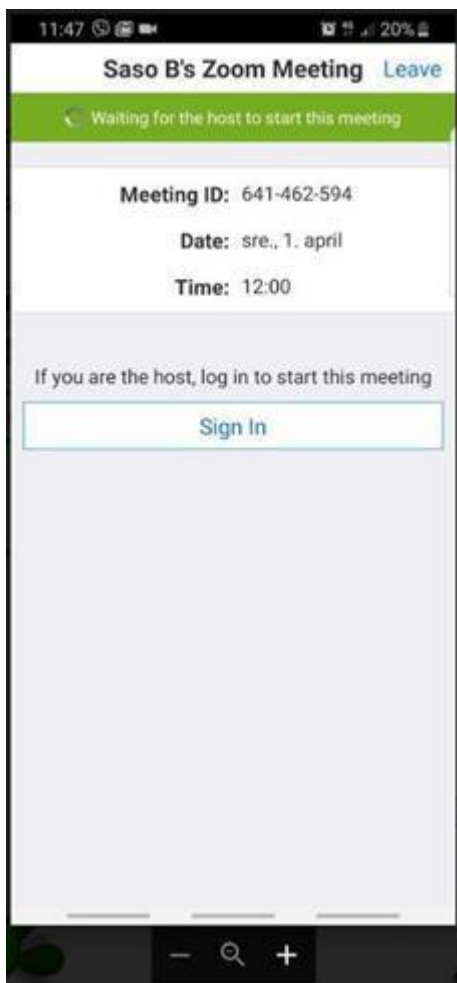 11:47 20%
Saso B's Zoom Meeting Leave
Waiting for the host to start this meeting
Meeting ID: 641-462-594
Date: sre., 1. april
Time: 12:00
If you are the host, log in to start this meeting
Sign In